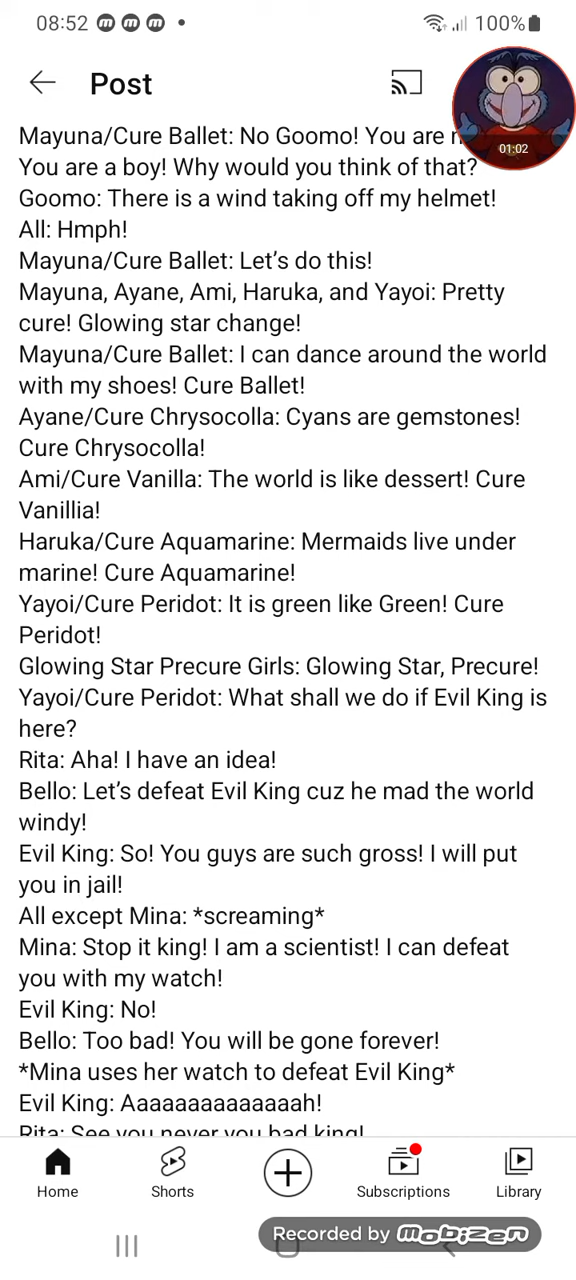 08:52
100%
Post
01:02
Mayuna/Cure Ballet: No Goomo! You are
You are a boy! Why would you think of that?
Goomo: There is a wind taking off my helmet!
All: Hmph!
Mayuna/Cure Ballet: Let's do this!
Mayuna, Ayane, Ami, Haruka, and Yayoi: Pretty
cure! Glowing star change!
Mayuna/Cure Ballet: I can dance around the world
with my shoes! Cure Ballet!
Ayane/Cure Chrysocolla: Cyans are gemstones!
Cure Chrysocolla!
Ami/Cure Vanilla: The world is like dessert! Cure
Vanillia!
Haruka/Cure Aquamarine: Mermaids live under
marine! Cure Aquamarine!
Yayoi/Cure Peridot: It is green like Green! Cure
Peridot!
Glowing Star Precure Girls: Glowing Star, Precure!
Yayoi/Cure Peridot: What shall we do if Evil King is
here?
Rita: Aha! I have an idea!
Bello: Let's defeat Evil King cuz he mad the world
windy!
Evil King: So! You guys are such gross! I will put
you in jail!
All except Mina: *screaming*
Mina: Stop it king! I am a scientist! I can defeat
you with my watch!
Evil King: No!
Bello: Too bad! You will be gone forever!
*Mina uses her watch to defeat Evil King*
Evil King: Aaaaaaaaaaaaaah!
Rita: See you never you bad king!
Home
Shorts
Subscriptions
Library
Recorded by mobizen